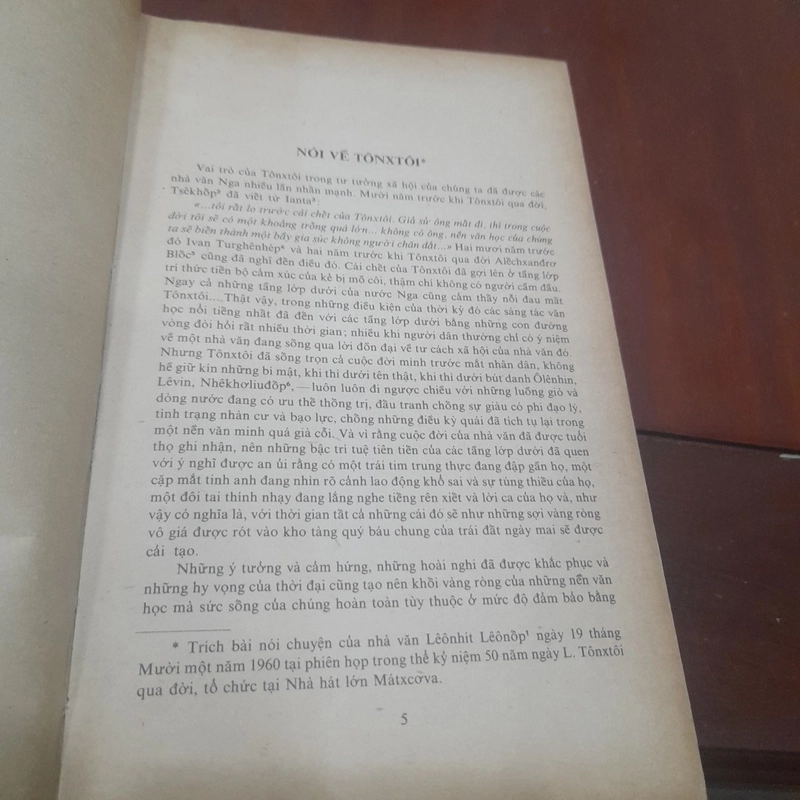 NÓI VỀ TÔNXTÔI*
Vai trò của Tônxtôi trong tư tưởng xã hội của chúng ta đã được các
nhà văn Nga nhiều lần nhấn mạnh. Mười năm trước khi Tônxtôi qua đời,
Tsêkhốp² đã viết từ Ianta³:
«...tôi rất lo trước cái chết của Tônxtôi. Giả sử ông mất đi, thì trong cuộc
đời tôi sẽ có một khoảng trống quá lớn... không có ông, nền văn học của chúng
ta sẽ biến thành một bầy gia súc không người chăn dắt...» Hai mươi năm trước
đó Ivan Turghênhép⁴ và hai năm trước khi Tônxtôi qua đời Alêchxanđrơ
Blốc⁵ cũng đã nghĩ đến điều đó. Cái chết của Tônxtôi đã gợi lên ở tầng lớp
trí thức tiến bộ cảm xúc của kẻ bị mồ côi, thậm chí không có người cầm đầu.
Ngay cả những tầng lớp dưới của nước Nga cũng cảm thấy nỗi đau mất
Tônxtôi... Thật vậy, trong những điều kiện của thời kỳ đó các sáng tác văn
học nổi tiếng nhất đã đến với các tầng lớp dưới bằng những con đường
vòng đòi hỏi rất nhiều thời gian; nhiều khi người dân thường chỉ có ý niệm
về một nhà văn đang sống qua lời đồn đại về tư cách xã hội của nhà văn đó.
Nhưng Tônxtôi đã sống trọn cả cuộc đời mình trước mắt nhân dân, không
hề giữ kín những bí mật, khi thì dưới tên thật, khi thì dưới bút danh Ôlênhin,
Lêvin, Nhêkhơliuđốp⁶,—luôn luôn đi ngược chiều với những luồng gió và
dòng nước đang có ưu thế thống trị, đấu tranh chống sự giàu có phi đạo lý,
tình trạng nhàn cư và bạo lực, chống những điều kỳ quái đã tích tụ lại trong
một nền văn minh quá già cỗi. Và vì rằng cuộc đời của nhà văn đã được tuổi
thọ ghi nhận, nên những bậc trí tuệ tiên tiến của các tầng lớp dưới đã quen
với ý nghĩ được an ủi rằng có một trái tim trung thực đang đập gần họ, một
cặp mắt tinh anh đang nhìn rõ cảnh lao động khổ sai và sự túng thiếu của họ,
một đôi tai thính nhạy đang lắng nghe tiếng rên xiết và lời ca của họ và, như
vậy có nghĩa là, với thời gian tất cả những cái đó sẽ như những sợi vàng ròng
vô giá được rót vào kho tàng quý báu chung của trái đất ngày mai sẽ được
cải tạo.
Những ý tưởng và cảm hứng, những hoài nghi đã được khắc phục và
những hy vọng của thời đại cũng tạo nên khối vàng ròng của những nền văn
học mà sức sống của chúng hoàn toàn tùy thuộc ở mức độ đảm bảo bằng
* Trích bài nói chuyện của nhà văn Lêônhit Lêônốp¹ ngày 19 tháng
Mười một năm 1960 tại phiên họp trọng thể kỷ niệm 50 năm ngày L. Tônxtôi
qua đời, tổ chức tại Nhà hát lớn Mátxcơva.
5